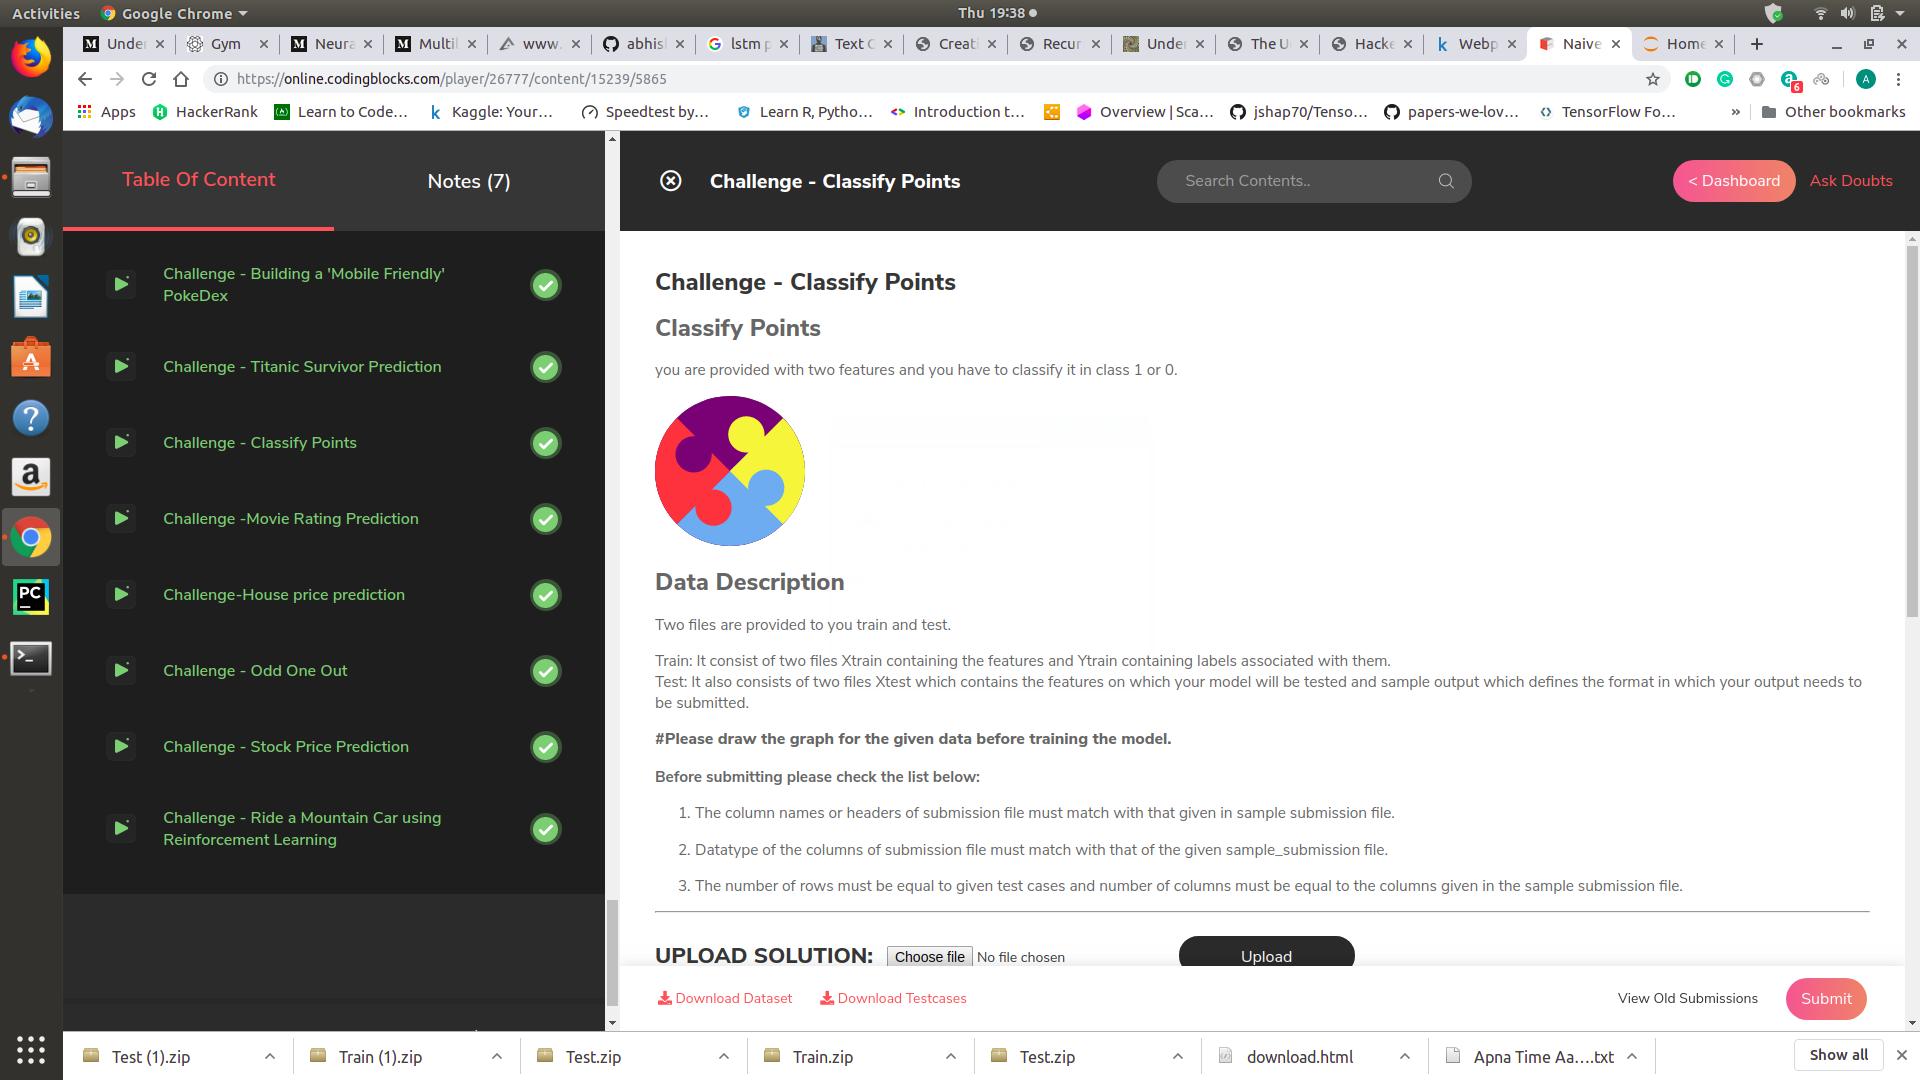 Activities
Google Chrome
Thu 19:38
Under
Gym
Neura
Multil
www.
abhis
lstm p
Text C
Creati
Recur
Under
The U
Hacke
Webp
Naive
Home
https://online.codingblocks.com/player/26777/content/15239/5865
6
A
Apps
HackerRank
Learn to Code...
Kaggle: Your...
Speedtest by...
Learn R, Pytho...
Introduction t...
Overview | Sca...
jshap70/Tenso...
papers-we-lov...
TensorFlow Fo...
»
Other bookmarks
Table Of Content
Notes (7)
Challenge - Building a 'Mobile Friendly'
PokeDex
Challenge - Titanic Survivor Prediction
Challenge - Classify Points
Challenge -Movie Rating Prediction
Challenge-House price prediction
Challenge - Odd One Out
Challenge - Stock Price Prediction
Challenge - Ride a Mountain Car using
Reinforcement Learning
Challenge - Classify Points
Search Contents..
< Dashboard
Ask Doubts
Challenge - Classify Points
Classify Points
you are provided with two features and you have to classify it in class 1 or 0.
Data Description
Two files are provided to you train and test.
Train: It consist of two files Xtrain containing the features and Ytrain containing labels associated with them.
Test: It also consists of two files Xtest which contains the features on which your model will be tested and sample output which defines the format in which your output needs to
be submitted.
#Please draw the graph for the given data before training the model.
Before submitting please check the list below:
1. The column names or headers of submission file must match with that given in sample submission file.
2. Datatype of the columns of submission file must match with that of the given sample_submission file.
3. The number of rows must be equal to given test cases and number of columns must be equal to the columns given in the sample submission file.
UPLOAD SOLUTION:
Choose file No file chosen
Upload
Download Dataset
Download Testcases
View Old Submissions
Submit
Test (1).zip
Train (1).zip
Test.zip
Train.zip
Test.zip
download.html
Apna Time Aa....txt
Show all